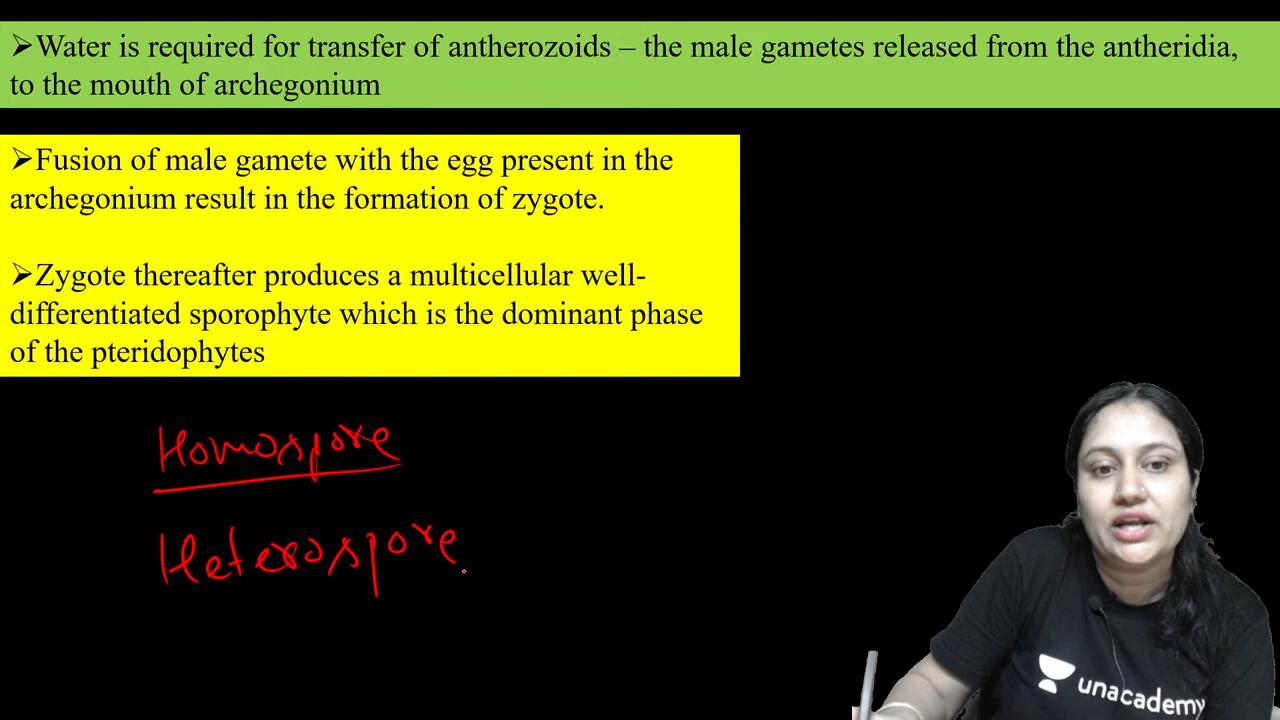 ➢Water is required for transfer of antherozoids – the male gametes released from the antheridia,
to the mouth of archegonium
➢Fusion of male gamete with the egg present in the
archegonium result in the formation of zygote.
➢Zygote thereafter produces a multicellular well-
differentiated sporophyte which is the dominant phase
of the pteridophytes
Homospore
Heterospore
unacademy